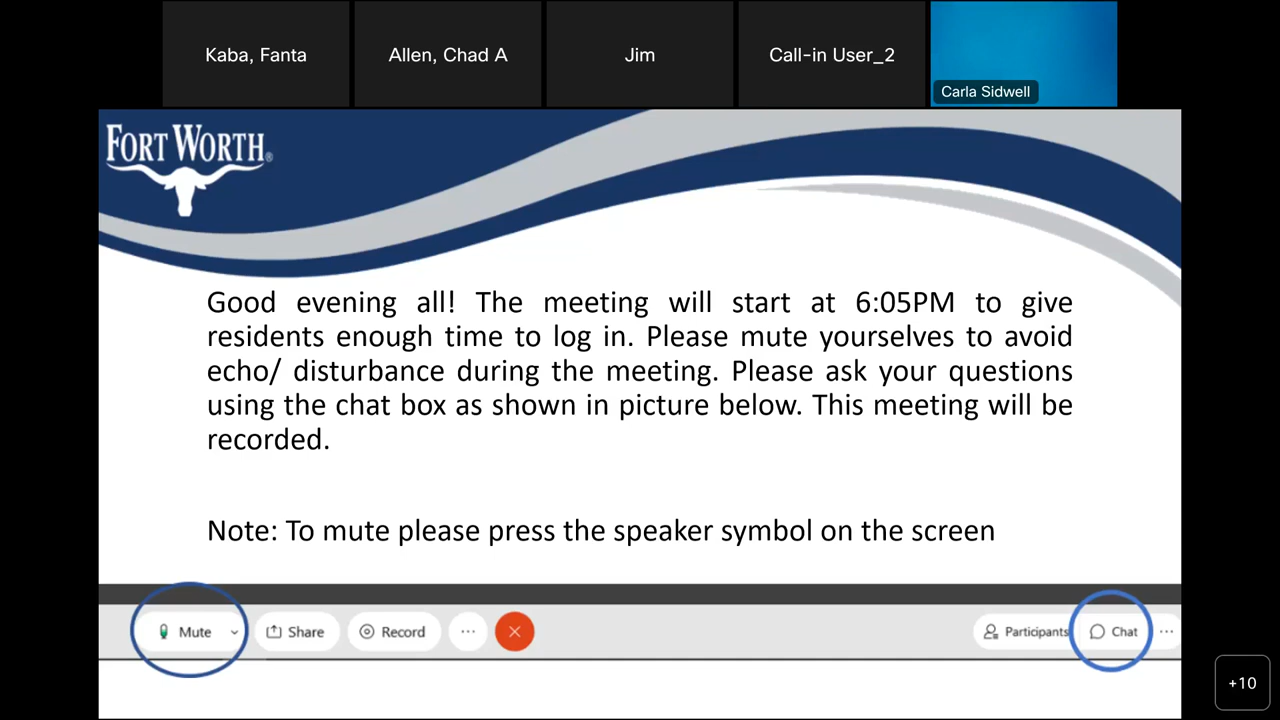 Kaba, Fanta
Allen, Chad A
Jim
Call-in User_2
Carla Sidwell
FORT WORTH®
Good evening all! The meeting will start at 6:05PM to give
residents enough time to log in. Please mute yourselves to avoid
echo/ disturbance during the meeting. Please ask your questions
using the chat box as shown in picture below. This meeting will be
recorded.
Note: To mute please press the speaker symbol on the screen
Mute
Share
Record
Participants
Chat
+10